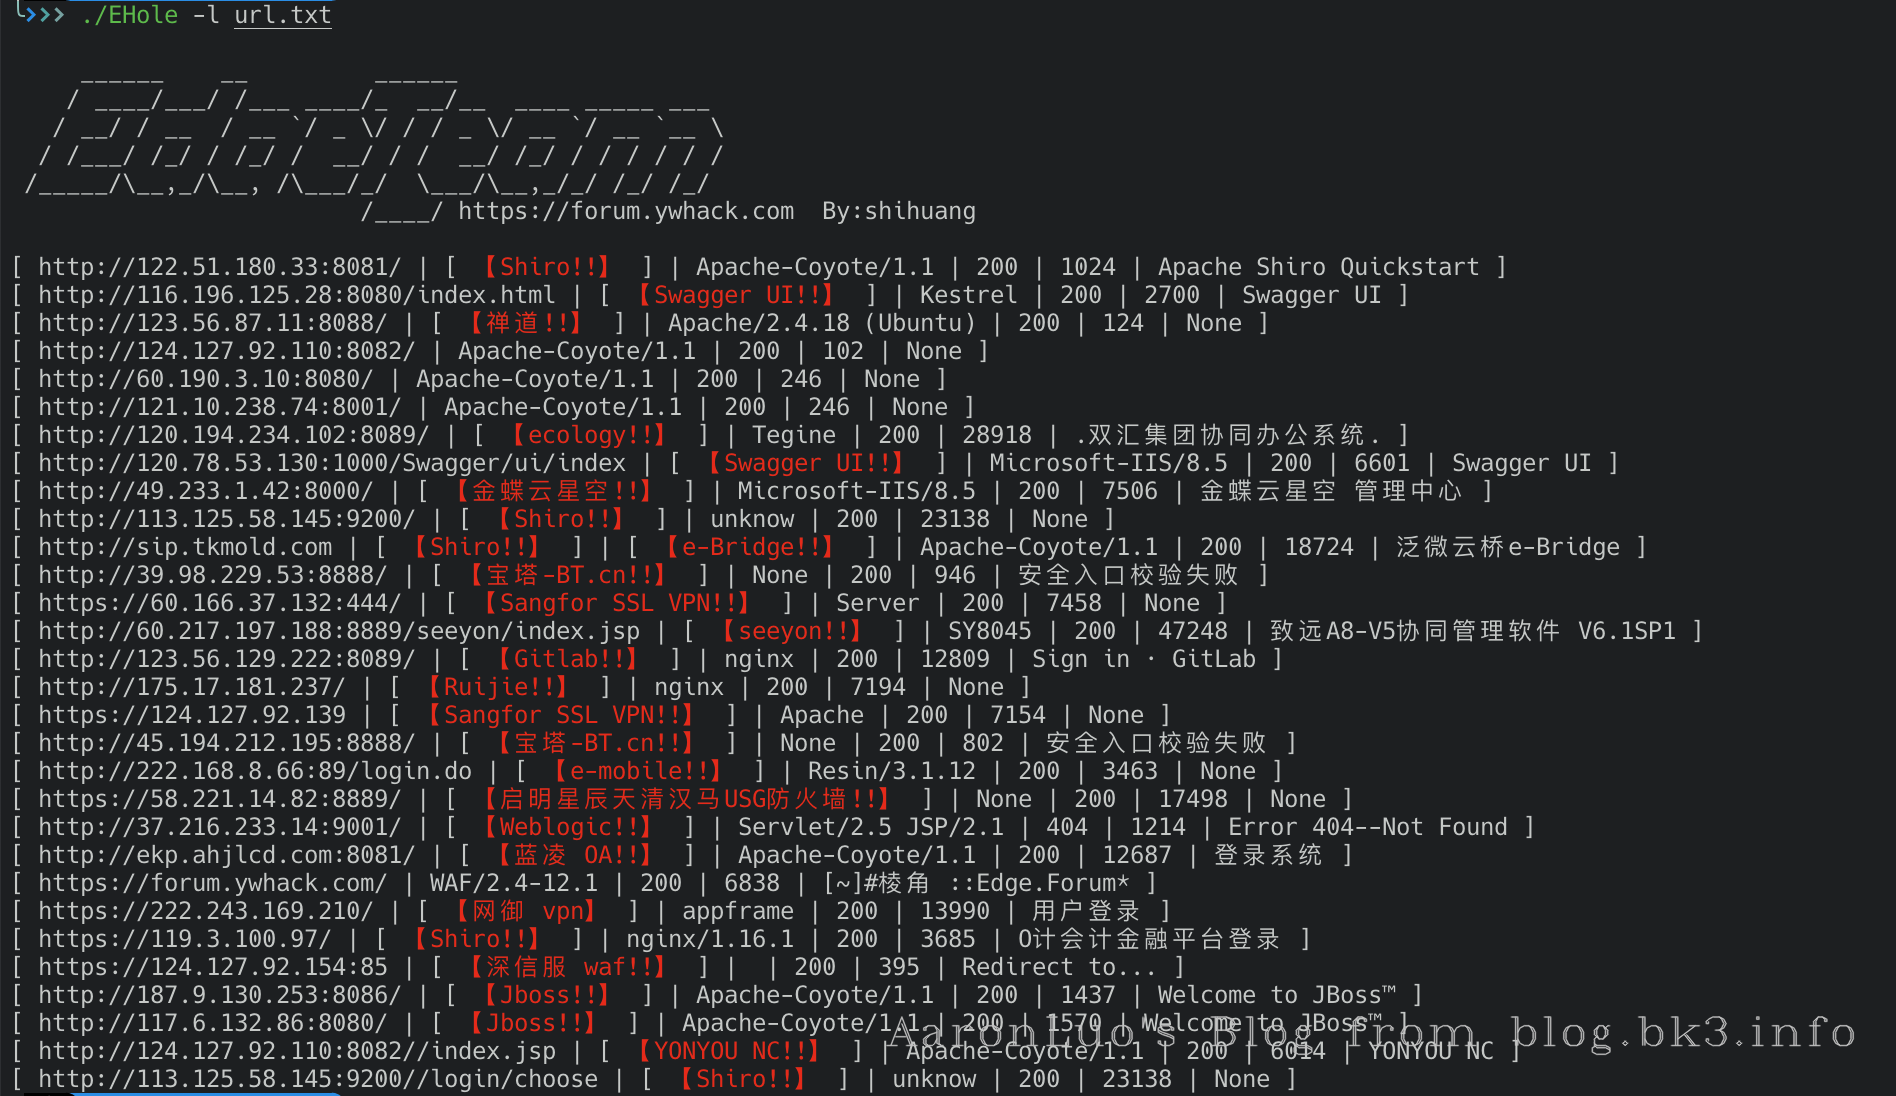 >>> ./EHole -l url.txt
    ______    __         ______
   / ____/___/ /___ ____/_  __/__  ____ _____ ___
  / __/ / __  / __ `/ _ \/ / / _ \/ __ `/ __ `__ \
 / /___/ /_/ / /_/ /  __/ / /  __/ /_/ / / / / / /
/_____/\__,_/\__, /\___/_/  \___/\__,_/_/ /_/ /_/
/____/ https://forum.ywhack.com  By:shihuang
[ http://122.51.180.33:8081/ | [ 【Shiro!!】 ] | Apache-Coyote/1.1 | 200 | 1024 | Apache Shiro Quickstart ]
[ http://116.196.125.28:8080/index.html | [ 【Swagger UI!!】 ] | Kestrel | 200 | 2700 | Swagger UI ]
[ http://123.56.87.11:8088/ | [ 【禅道!!】 ] | Apache/2.4.18 (Ubuntu) | 200 | 124 | None ]
[ http://124.127.92.110:8082/ | Apache-Coyote/1.1 | 200 | 102 | None ]
[ http://60.190.3.10:8080/ | Apache-Coyote/1.1 | 200 | 246 | None ]
[ http://121.10.238.74:8001/ | Apache-Coyote/1.1 | 200 | 246 | None ]
[ http://120.194.234.102:8089/ | [ 【ecology!!】 ] | Tegine | 200 | 28918 | .双汇集团协同办公系统. ]
[ http://120.78.53.130:1000/Swagger/ui/index | [ 【Swagger UI!!】 ] | Microsoft-IIS/8.5 | 200 | 6601 | Swagger UI ]
[ http://49.233.1.42:8000/ | [ 【金蝶云星空!!】 ] | Microsoft-IIS/8.5 | 200 | 7506 | 金蝶云星空 管理中心 ]
[ http://113.125.58.145:9200/ | [ 【Shiro!!】 ] | unknow | 200 | 23138 | None ]
[ http://sip.tkmold.com | [ 【Shiro!!】 ] | [ 【e-Bridge!!】 ] | Apache-Coyote/1.1 | 200 | 18724 | 泛微云桥e-Bridge ]
[ http://39.98.229.53:8888/ | [ 【宝塔-BT.cn!!】 ] | None | 200 | 946 | 安全入口校验失败 ]
[ https://60.166.37.132:444/ | [ 【Sangfor SSL VPN!!】 ] | Server | 200 | 7458 | None ]
[ http://60.217.197.188:8889/seeyon/index.jsp | [ 【seeyon!!】 ] | SY8045 | 200 | 47248 | 致远A8-V5协同管理软件 V6.1SP1 ]
[ http://123.56.129.222:8089/ | [ 【Gitlab!!】 ] | nginx | 200 | 12809 | Sign in · GitLab ]
[ http://175.17.181.237/ | [ 【Ruijie!!】 ] | nginx | 200 | 7194 | None ]
[ https://124.127.92.139 | [ 【Sangfor SSL VPN!!】 ] | Apache | 200 | 7154 | None ]
[ http://45.194.212.195:8888/ | [ 【宝塔-BT.cn!!】 ] | None | 200 | 802 | 安全入口校验失败 ]
[ http://222.168.8.66:89/login.do | [ 【e-mobile!!】 ] | Resin/3.1.12 | 200 | 3463 | None ]
[ https://58.221.14.82:8889/ | [ 【启明星辰天清汉马USG防火墙!!】 ] | None | 200 | 17498 | None ]
[ http://37.216.233.14:9001/ | [ 【Weblogic!!】 ] | Servlet/2.5 JSP/2.1 | 404 | 1214 | Error 404--Not Found ]
[ http://ekp.ahjlcd.com:8081/ | [ 【蓝凌 OA!!】 ] | Apache-Coyote/1.1 | 200 | 12687 | 登录系统 ]
[ https://forum.ywhack.com/ | WAF/2.4-12.1 | 200 | 6838 | [~]#棱角 ::Edge.Forum* ]
[ https://222.243.169.210/ | [ 【网御 vpn】 ] | appframe | 200 | 13990 | 用户登录 ]
[ https://119.3.100.97/ | [ 【Shiro!!】 ] | nginx/1.16.1 | 200 | 3685 | O计会计金融平台登录 ]
[ https://124.127.92.154:85 | [ 【深信服 waf!!】 ] |  | 200 | 395 | Redirect to... ]
[ http://187.9.130.253:8086/ | [ 【Jboss!!】 ] | Apache-Coyote/1.1 | 200 | 1437 | Welcome to JBoss™ ]
[ http://117.6.132.86:8080/ | [ 【Jboss!!】 ] | Apache-Coyote/1.1 | 200 | 1570 | Welcome to JBoss™ ]
AaronLuo's Blog from blog.bk3.info
[ http://124.127.92.110:8082//index.jsp | [ 【YONYOU NC!!】 ] | Apache-Coyote/1.1 | 200 | 6014 | YONYOU NC ]
[ http://113.125.58.145:9200//login/choose | [ 【Shiro!!】 ] | unknow | 200 | 23138 | None ]